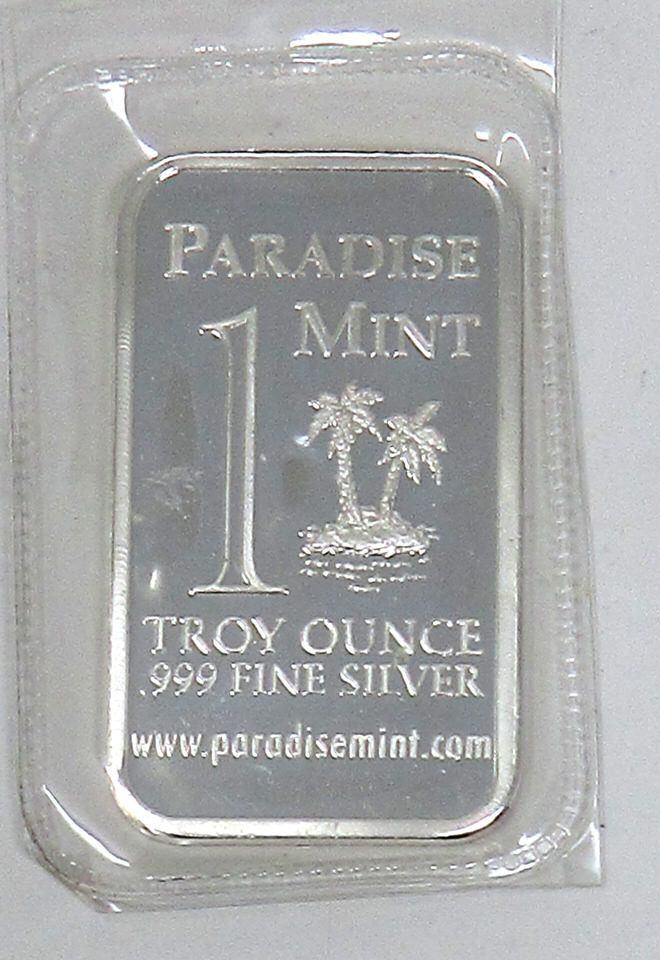 PARADISE
MINT
1
TROY OUNCE
.999 FINE SILVER
www.paradisemint.com